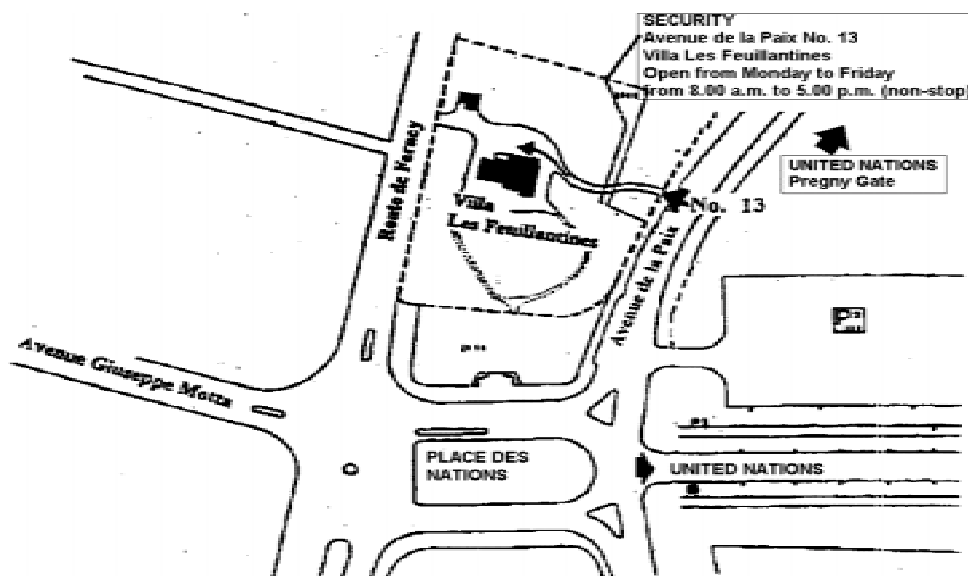 SECURITY
Avenue de la Paix No. 13
Villa Les Feuillantines
Open from Monday to Friday
from 8.00 a.m. to 5.00 p.m. (non-stop)
UNITED NATIONS
Pregny Gate
No. 13
Route de Ferney
Villa
Les Feuillantines
Avenue de la Paix
P
Avenue Giuseppe Motta
PLACE DES
NATIONS
UNITED NATIONS